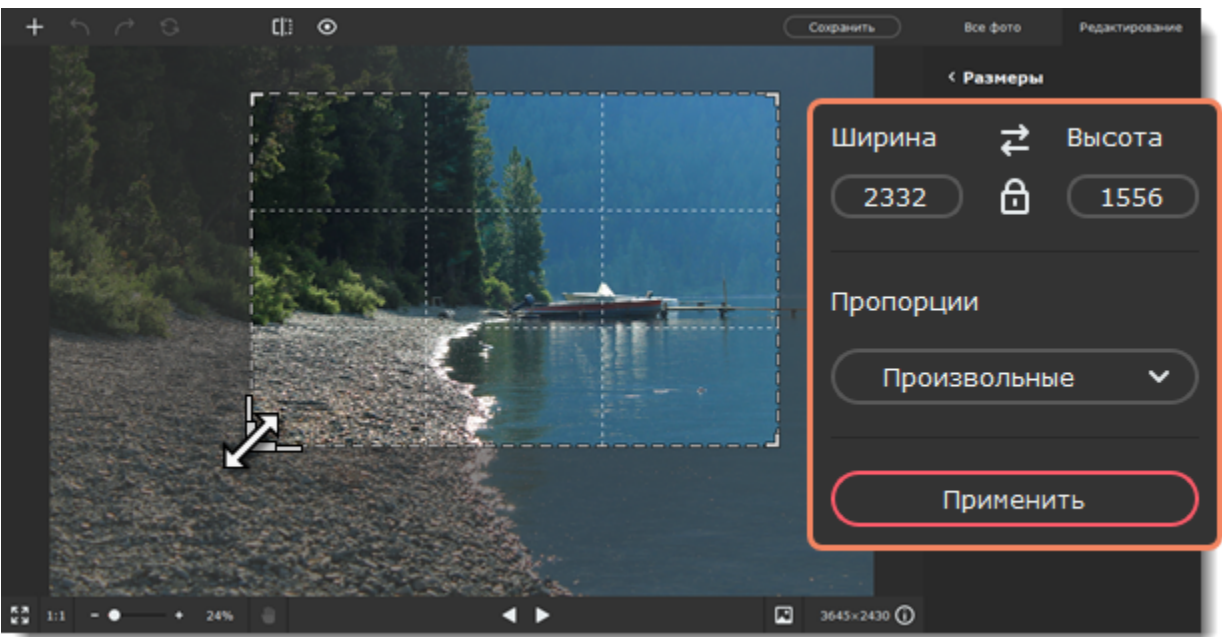 Сохранить
Все фото
Редактирование
‹ Размеры
Ширина
Высота
2332
1556
Пропорции
Произвольные
Применить
1:1
24%
3645×2430